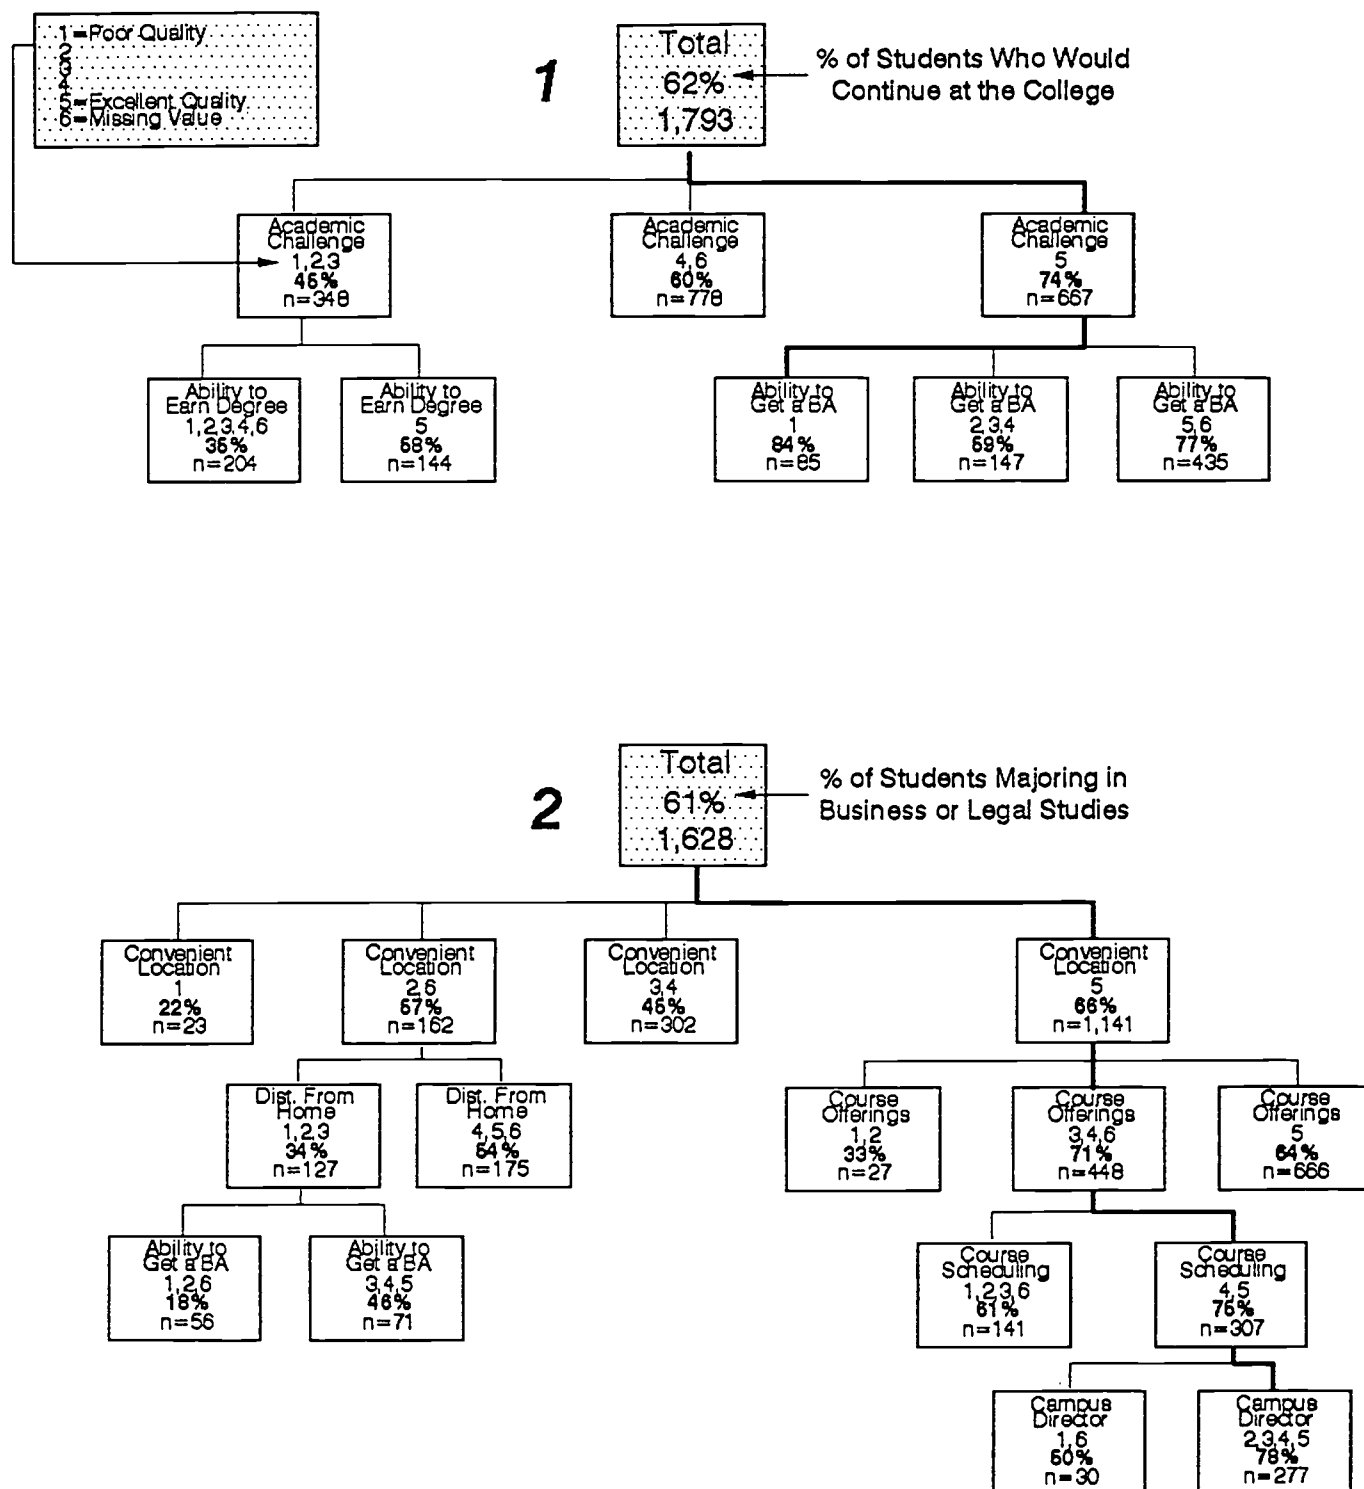 1=Poor Quality
2
3
4
5=Excellent Quality
6=Missing Value
1
Total
62%
1,793
% of Students Who Would
Continue at the College
Academic
Challenge
1,2,3
45%
n=348
Academic
Challenge
4,6
60%
n=778
Academic
Challenge
5
74%
n=667
Ability to
Earn Degree
1,2,3,4,6
35%
n=204
Ability to
Earn Degree
5
58%
n=144
Ability to
Get a BA
1
84%
n=85
Ability to
Get a BA
2,3,4
59%
n=147
Ability to
Get a BA
5,6
77%
n=435
2
Total
61%
1,628
% of Students Majoring in
Business or Legal Studies
Convenient
Location
1
22%
n=23
Convenient
Location
2,6
57%
n=162
Convenient
Location
3,4
45%
n=302
Convenient
Location
5
66%
n=1,141
Dist. From
Home
1,2,3
34%
n=127
Dist. From
Home
4,5,6
54%
n=175
Course
Offerings
1,2
33%
n=27
Course
Offerings
3,4,6
71%
n=448
Course
Offerings
5
64%
n=666
Ability to
Get a BA
1,2,6
18%
n=56
Ability to
Get a BA
3,4,5
46%
n=71
Course
Scheduling
1,2,3,6
61%
n=141
Course
Scheduling
4,5
75%
n=307
Campus
Director
1,6
50%
n=30
Campus
Director
2,3,4,5
78%
n=277